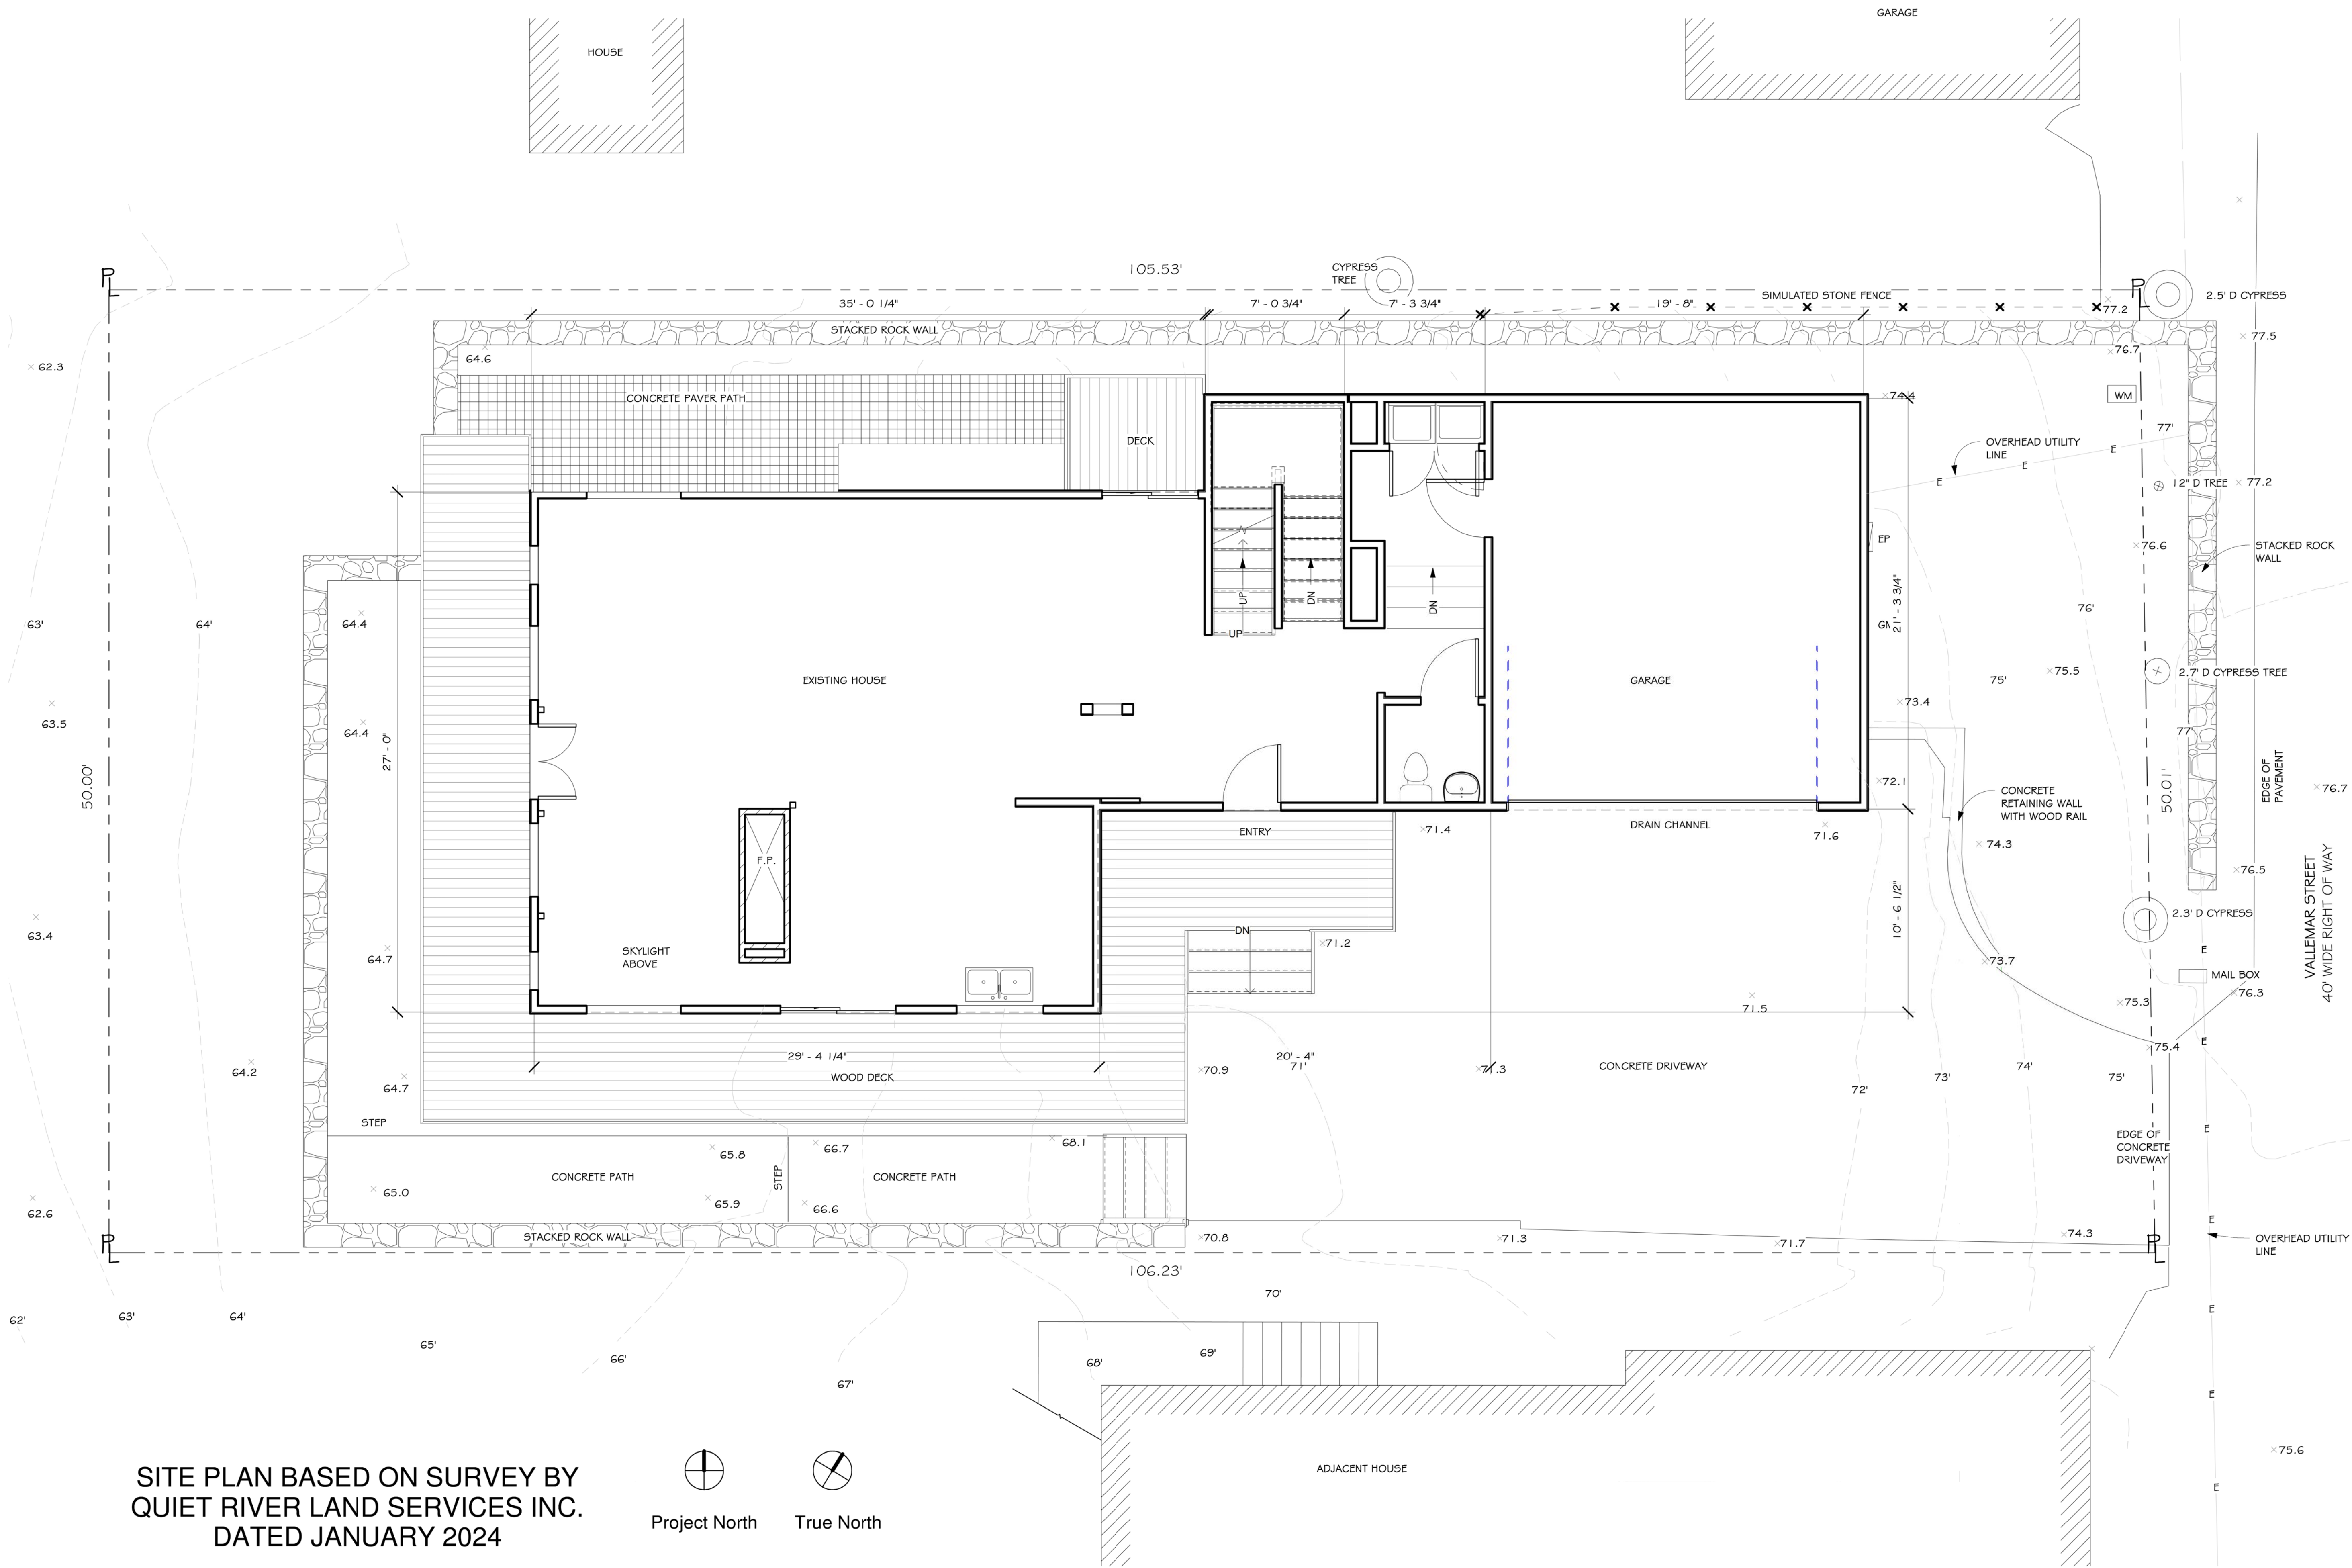 GARAGE
HOUSE
105.53'
CYPRESS
TREE
35' - 0 1/4"
7' - 0 3/4"
7' - 3 3/4"
19' - 8"
SIMULATED STONE FENCE
2.5' D CYPRESS
77.2
STACKED ROCK WALL
77.5
76.7
64.6
62.3
CONCRETE PAVER PATH
74.4
WM
77'
DECK
OVERHEAD UTILITY
LINE
E
E
E
12" D TREE
77.2
EP
76.6
STACKED ROCK
WALL
UP
DN
DN
21' - 3 3/4"
76'
63'
64'
64.4
UP
75.5
2.7' D CYPRESS TREE
EXISTING HOUSE
GARAGE
75'
73.4
63.5
64.4
27' - 0"
77'
50.00'
50.01'
EDGE OF
PAVEMENT
72.1
76.7
CONCRETE
RETAINING WALL
WITH WOOD RAIL
ENTRY
71.4
DRAIN CHANNEL
71.6
74.3
F.P.
76.5
VALLEMAR STREET
40' WIDE RIGHT OF WAY
10' - 6 1/2"
2.3' D CYPRESS
63.4
DN
71.2
SKYLIGHT
ABOVE
64.7
E
73.7
MAIL BOX
71.5
75.3
76.3
E
75.4
29' - 4 1/4"
20' - 4"
71'
64.2
WOOD DECK
70.9
71.3
CONCRETE DRIVEWAY
74'
73'
75'
64.7
72'
STEP
E
EDGE OF
CONCRETE
DRIVEWAY
65.8
66.7
68.1
CONCRETE PATH
STEP
CONCRETE PATH
65.0
65.9
66.6
62.6
E
STACKED ROCK WALL
70.8
71.3
71.7
74.3
OVERHEAD UTILITY
LINE
106.23'
70'
E
62'
63'
64'
65'
66'
67'
68'
69'
E
ADJACENT HOUSE
75.6
E
SITE PLAN BASED ON SURVEY BY
QUIET RIVER LAND SERVICES INC.
DATED JANUARY 2024
Project North
True North